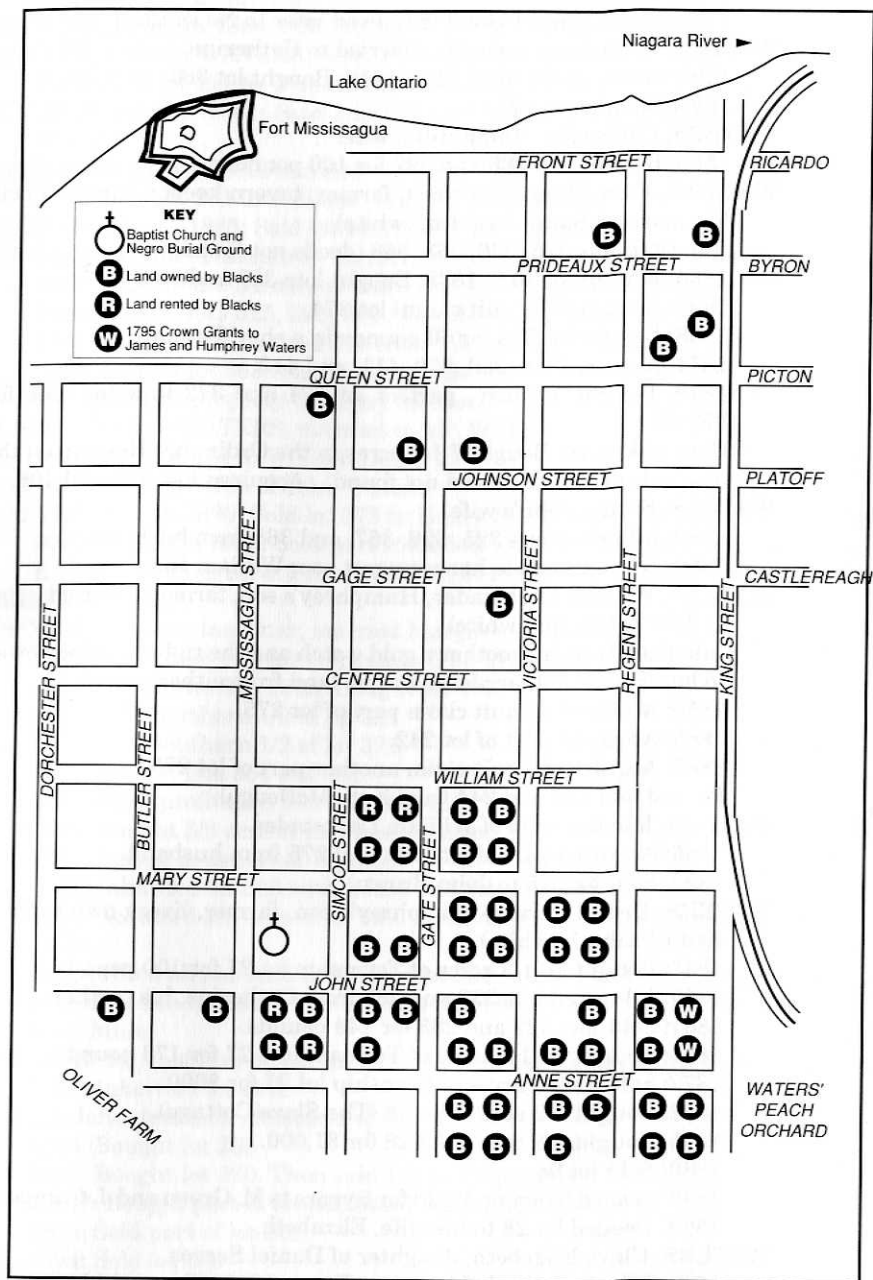 Niagara River ►
Lake Ontario
Fort Mississagua
FRONT STREET
RICARDO
KEY
Baptist Church and
Negro Burial Ground
B Land owned by Blacks
R Land rented by Blacks
W 1795 Crown Grants to
James and Humphrey Waters
B B
PRIDEAUX STREET
BYRON
B
B
QUEEN STREET
PICTON
B
B B
JOHNSON STREET
PLATOFF
GAGE STREET
CASTLEREAGH
B
DORCHESTER STREET
BUTLER STREET
MISSISSAGUA STREET
SIMCOE STREET
GATE STREET
VICTORIA STREET
REGENT STREET
KING STREET
CENTRE STREET
WILLIAM STREET
R R B B
B B B B
MARY STREET
B B B B
B B B B B B
JOHN STREET
B B R R B B B B B W
R R B B B B B B W
ANNE STREET
OLIVER FARM
WATERS'
PEACH
ORCHARD
B B B B B B
B B B B B